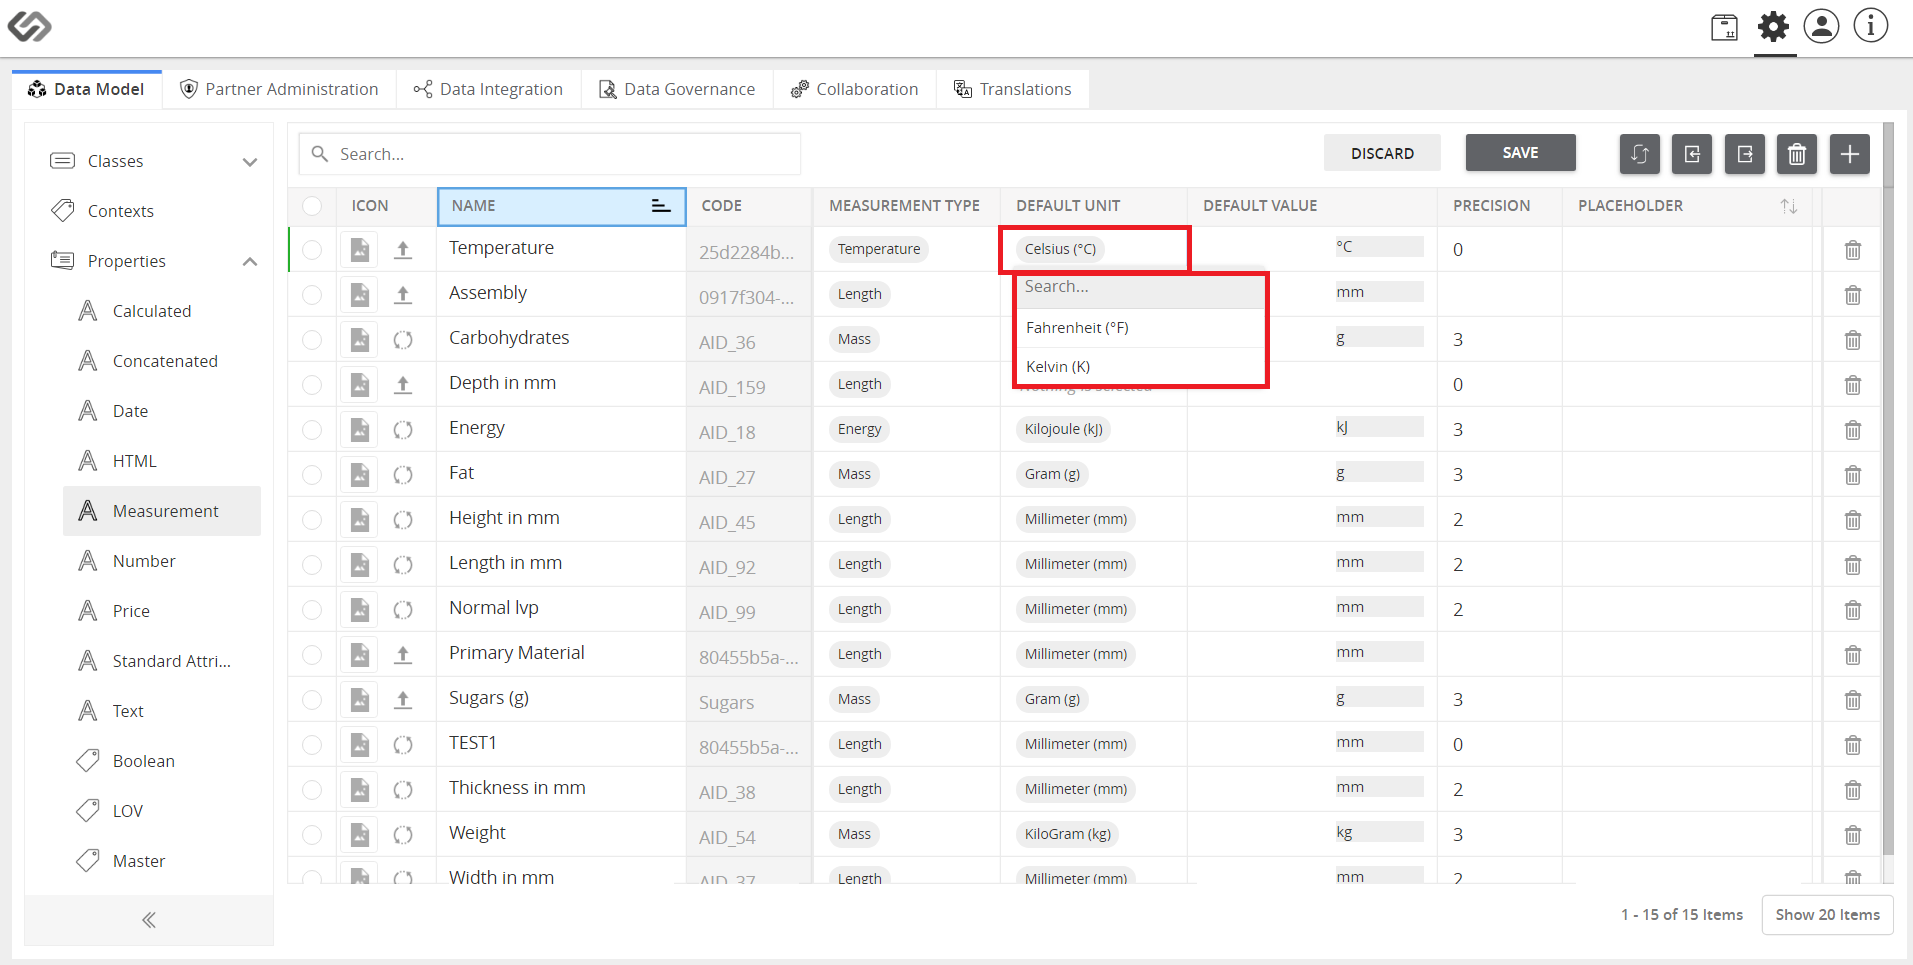 Data Model
Partner Administration
Data Integration
Data Governance
Collaboration
Translations
Classes
Contexts
Properties
Calculated
Concatenated
Date
HTML
Measurement
Number
Price
Standard Attri...
Text
Boolean
LOV
Master
Search...
DISCARD
SAVE
ICON NAME CODE MEASUREMENT TYPE DEFAULT UNIT DEFAULT VALUE PRECISION PLACEHOLDER
Temperature 25d2284b... Temperature Celsius (°C) °C 0
Search...
Fahrenheit (°F)
Kelvin (K)
Assembly 0917f304-... Length mm
Carbohydrates AID_36 Mass g 3
Depth in mm AID_159 Length 0
Energy AID_18 Energy Kilojoule (kJ) kJ 3
Fat AID_27 Mass Gram (g) g 3
Height in mm AID_45 Length Millimeter (mm) mm 2
Length in mm AID_92 Length Millimeter (mm) mm 2
Normal lvp AID_99 Length Millimeter (mm) mm 2
Primary Material 80455b5a-... Length Millimeter (mm) mm
Sugars (g) Sugars Mass Gram (g) g 3
TEST1 80455b5a-... Length Millimeter (mm) mm 0
Thickness in mm AID_38 Length Millimeter (mm) mm 2
Weight AID_54 Mass KiloGram (kg) kg 3
Width in mm AID_37 Length Millimeter (mm) mm 2
1 - 15 of 15 Items
Show 20 Items